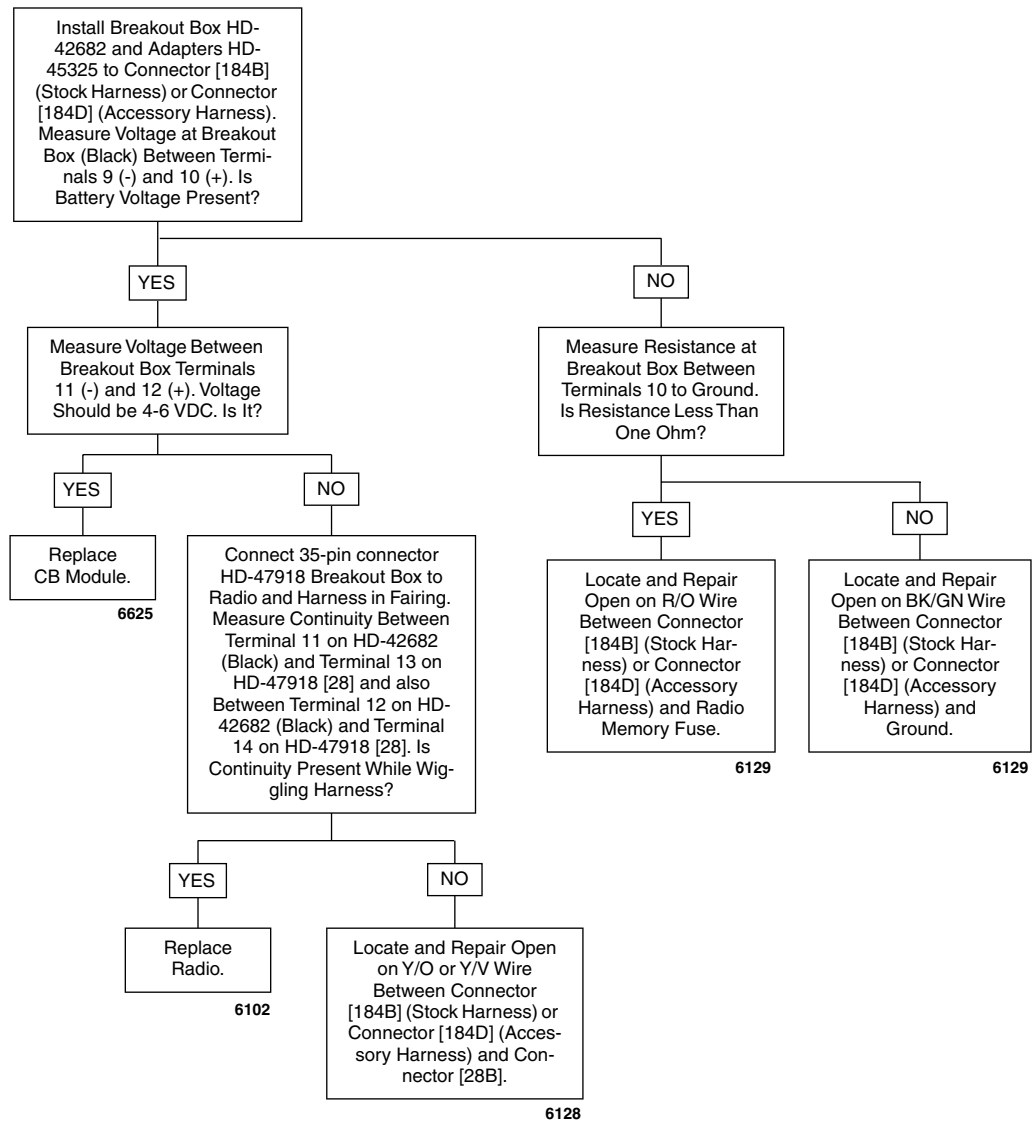 Install Breakout Box HD-
42682 and Adapters HD-
45325 to Connector [184B]
(Stock Harness) or Connector
[184D] (Accessory Harness).
Measure Voltage at Breakout
Box (Black) Between Termi-
nals 9 (-) and 10 (+). Is
Battery Voltage Present?
YES
NO
Measure Voltage Between
Breakout Box Terminals
11 (-) and 12 (+). Voltage
Should be 4-6 VDC. Is It?
Measure Resistance at
Breakout Box Between
Terminals 10 to Ground.
Is Resistance Less Than
One Ohm?
YES
NO
YES
NO
Replace
CB Module.
6625
Connect 35-pin connector
HD-47918 Breakout Box to
Radio and Harness in Fairing.
Measure Continuity Between
Terminal 11 on HD-42682
(Black) and Terminal 13 on
HD-47918 [28] and also
Between Terminal 12 on HD-
42682 (Black) and Terminal
14 on HD-47918 [28]. Is
Continuity Present While Wig-
gling Harness?
Locate and Repair
Open on R/O Wire
Between Connector
[184B] (Stock Har-
ness) or Connector
[184D] (Accessory
Harness) and Radio
Memory Fuse.
6129
Locate and Repair
Open on BK/GN Wire
Between Connector
[184B] (Stock Har-
ness) or Connector
[184D] (Accessory
Harness) and
Ground.
6129
YES
NO
Replace
Radio.
6102
Locate and Repair Open
on Y/O or Y/V Wire
Between Connector
[184B] (Stock Harness) or
Connector [184D] (Acces-
sory Harness) and Con-
nector [28B].
6128